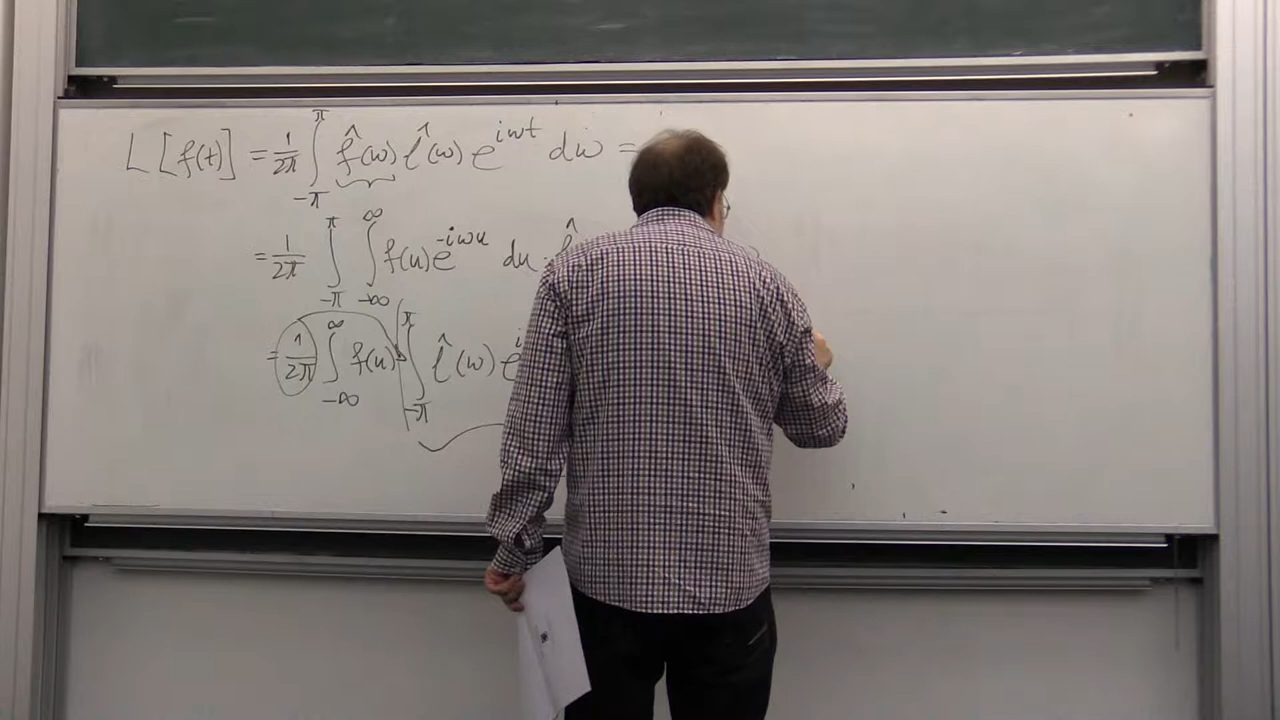 L[f(t)] = 1/2π ∫_{-π}^{π} f̂(ω) l̂(ω) e^{iωt} dω =
= 1/2π ∫_{-π}^{π} ∫_{-∞}^{∞} f(u) e^{-iωu} du · l̂
= 1/2π ∫_{-∞}^{∞} f(u) ∫_{-π}^{π} l̂(ω) e^{i